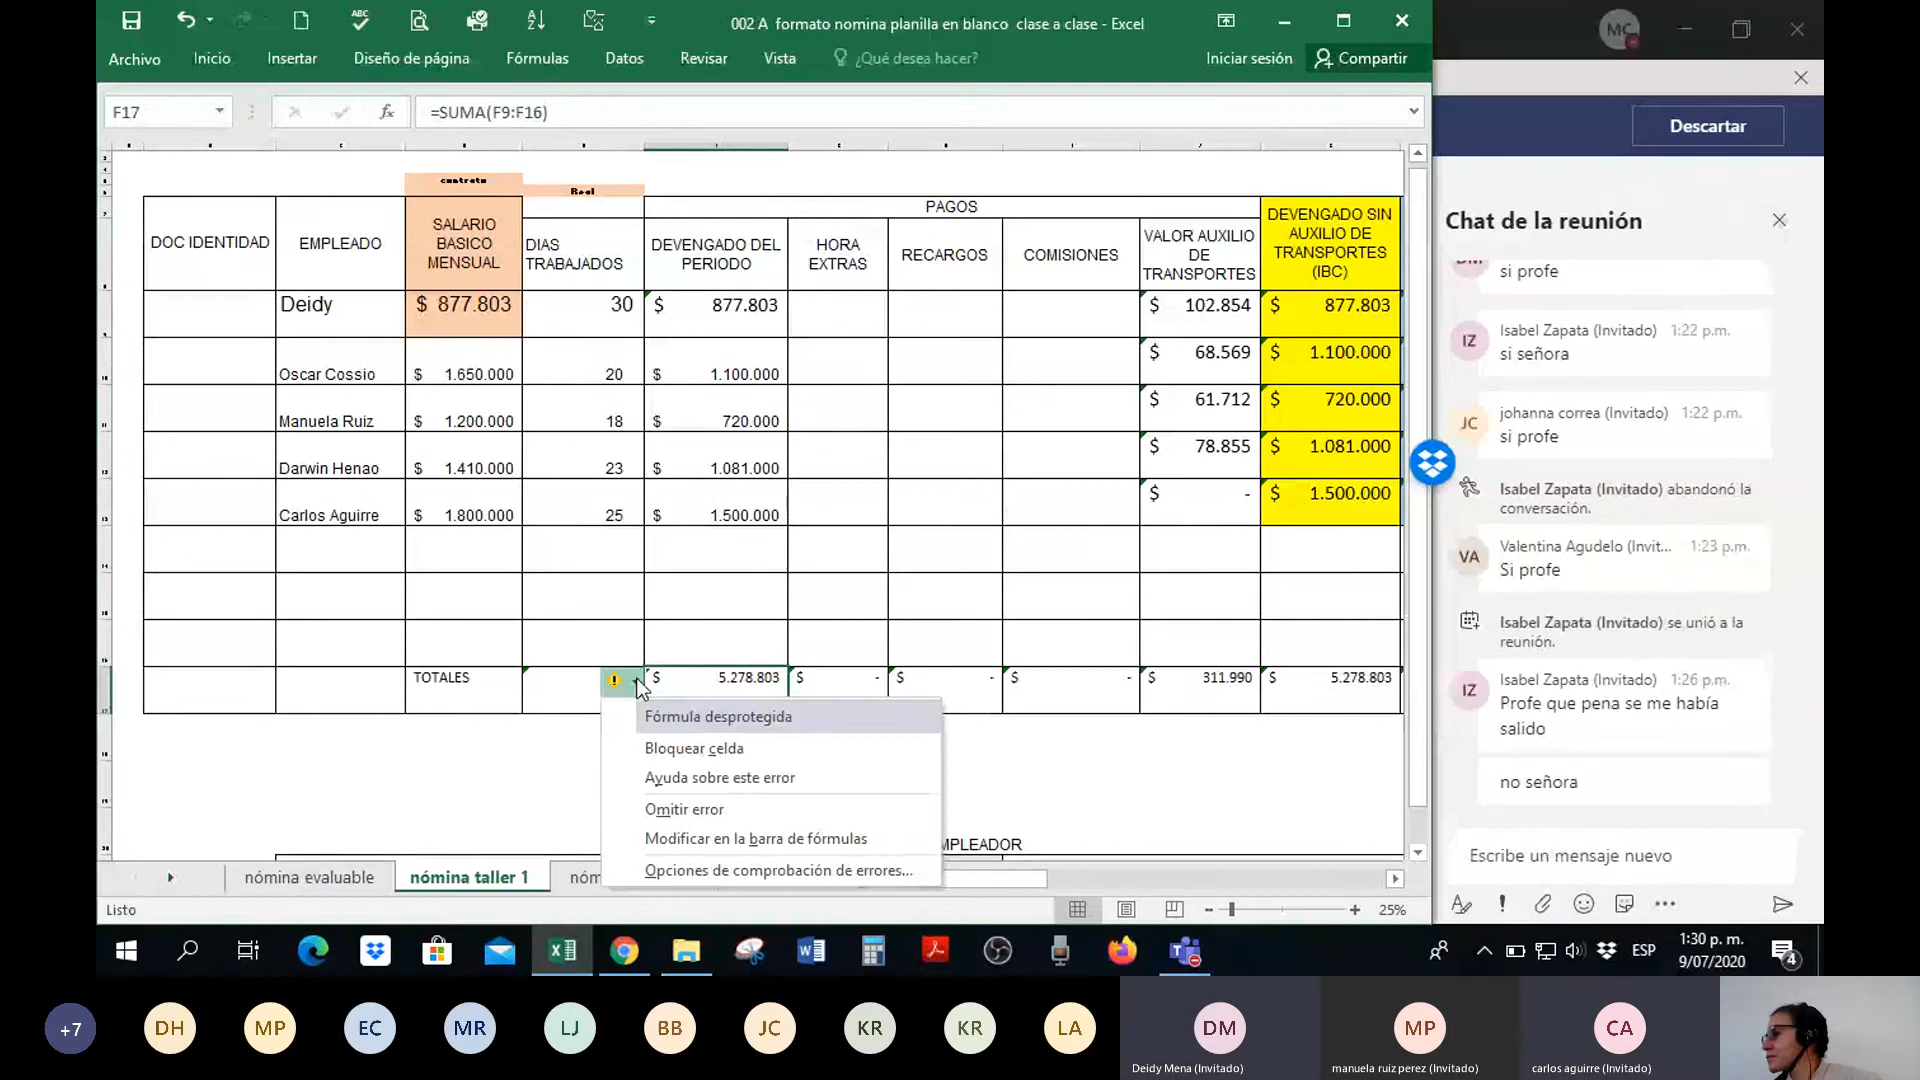 002 A formato nomina planilla en blanco clase a clase - Excel
MC
Archivo Inicio Insertar Diseño de página Fórmulas Datos Revisar Vista ¿Qué desea hacer? Iniciar sesión Compartir
F17 fx =SUMA(F9:F16)
Descartar
contrato
Real
DOC IDENTIDAD
EMPLEADO
SALARIO
BASICO
MENSUAL
DIAS
TRABAJADOS
PAGOS
DEVENGADO DEL
PERIODO
HORA
EXTRAS
RECARGOS
COMISIONES
VALOR AUXILIO
DE
TRANSPORTES
DEVENGADO SIN
AUXILIO DE
TRANSPORTES
(IBC)
Deidy $ 877.803 30 $ 877.803 $ 102.854 $ 877.803
Oscar Cossio $ 1.650.000 20 $ 1.100.000 $ 68.569 $ 1.100.000
Manuela Ruiz $ 1.200.000 18 $ 720.000 $ 61.712 $ 720.000
Darwin Henao $ 1.410.000 23 $ 1.081.000 $ 78.855 $ 1.081.000
Carlos Aguirre $ 1.800.000 25 $ 1.500.000 $ - $ 1.500.000
TOTALES $ 5.278.803 $ - $ - $ - $ 311.990 $ 5.278.803
Fórmula desprotegida
Bloquear celda
Ayuda sobre este error
Omitir error
Modificar en la barra de fórmulas
Opciones de comprobación de errores...
MPLEADOR
nómina evaluable nómina taller 1 nóm
Listo
25%
Chat de la reunión
DM
si profe
IZ
Isabel Zapata (Invitado) 1:22 p.m.
si señora
JC
johanna correa (Invitado) 1:22 p.m.
si profe
Isabel Zapata (Invitado) abandonó la
conversación.
VA
Valentina Agudelo (Invit... 1:23 p.m.
Si profe
Isabel Zapata (Invitado) se unió a la
reunión.
IZ
Isabel Zapata (Invitado) 1:26 p.m.
Profe que pena se me había
salido
no señora
Escribe un mensaje nuevo
ESP
1:30 p. m.
9/07/2020
4
+7 DH MP EC MR LJ BB JC KR KR LA DM MP CA
Deidy Mena (Invitado) manuela ruiz perez (Invitado) carlos aguirre (Invitado)